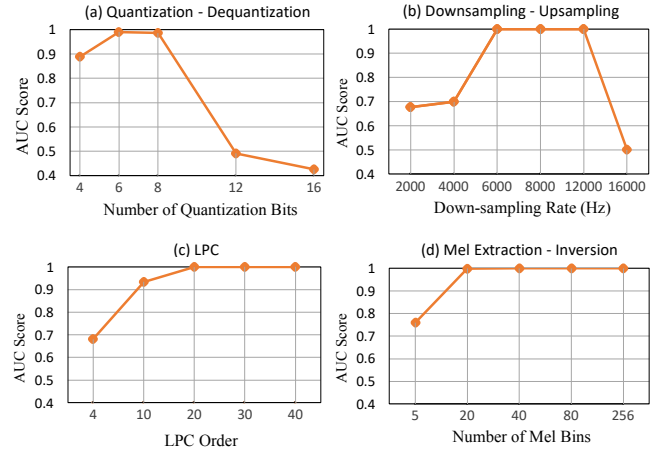 (a) Quantization - Dequantization
AUC Score
1
0.9
0.8
0.7
0.6
0.5
0.4
4 6 8 12 16
Number of Quantization Bits
(b) Downsampling - Upsampling
AUC Score
1
0.9
0.8
0.7
0.6
0.5
0.4
2000 4000 6000 8000 12000 16000
Down-sampling Rate (Hz)
(c) LPC
AUC Score
1
0.9
0.8
0.7
0.6
0.5
0.4
4 10 20 30 40
LPC Order
(d) Mel Extraction - Inversion
AUC Score
1
0.9
0.8
0.7
0.6
0.5
0.4
5 20 40 80 256
Number of Mel Bins